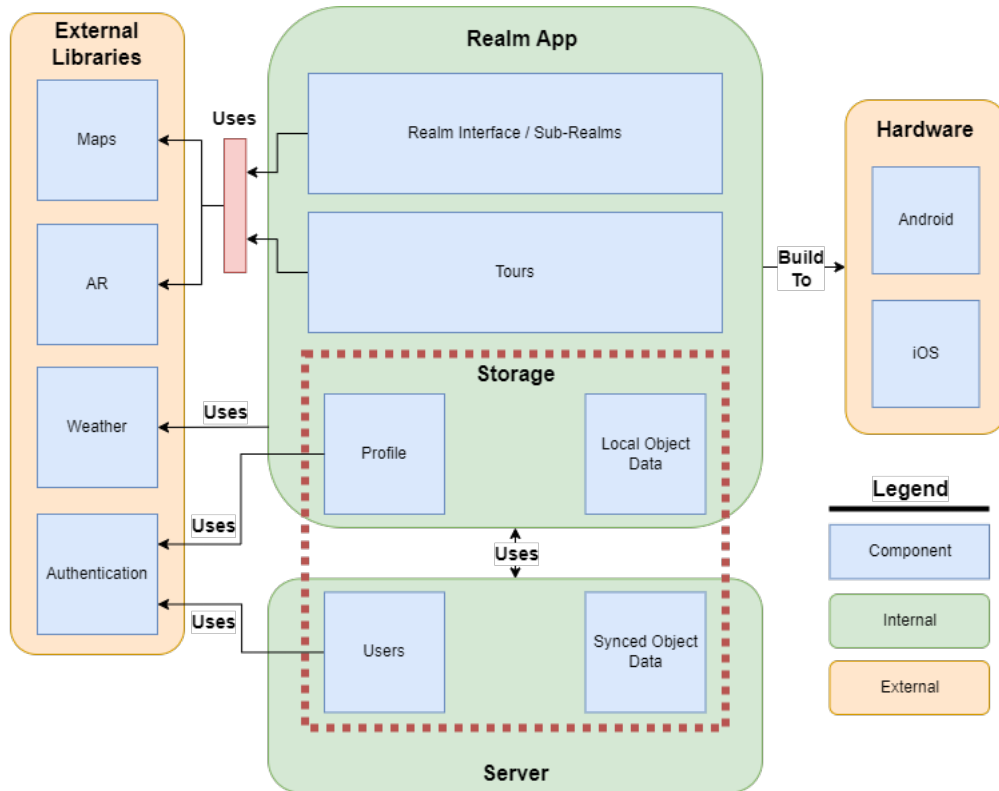 External
Libraries
Maps
AR
Weather
Authentication
Uses
Uses
Uses
Uses
Realm App
Realm Interface / Sub-Realms
Tours
Storage
Profile
Local Object
Data
Uses
Users
Synced Object
Data
Server
Build
To
Hardware
Android
iOS
Legend
Component
Internal
External